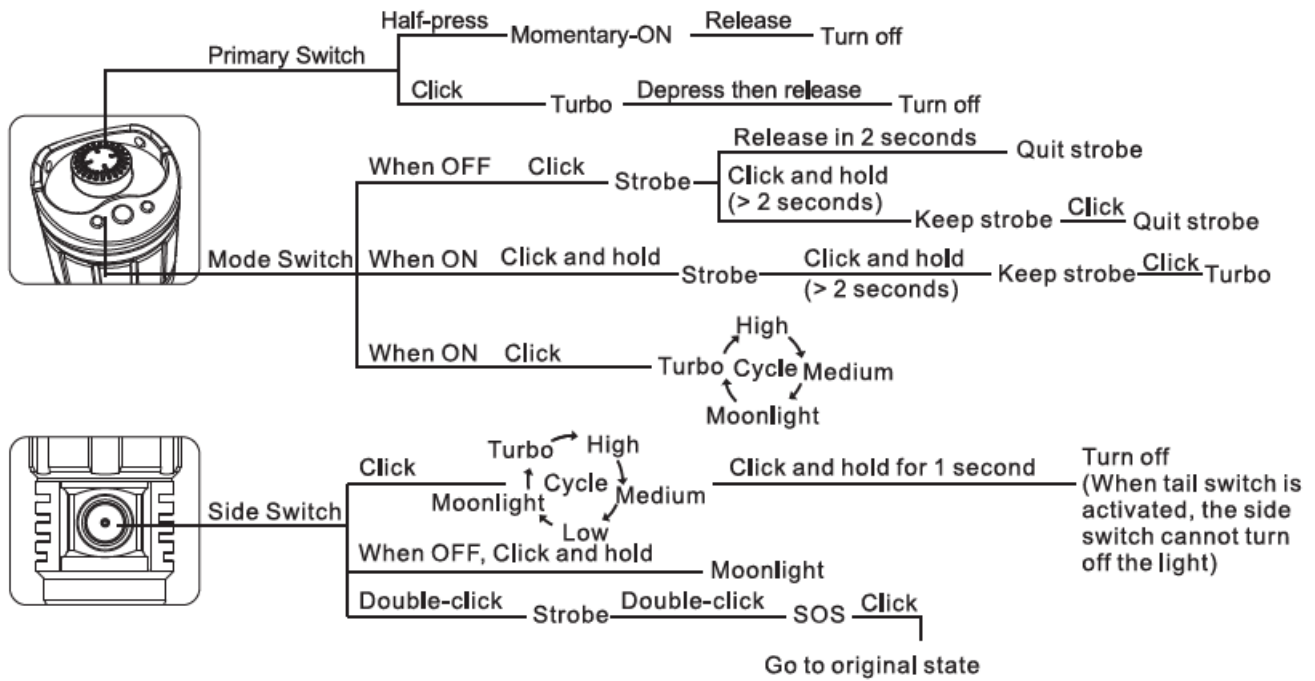 Half-press Momentary-ON Release Turn off
Primary Switch
Click Turbo Depress then release Turn off
When OFF Click Strobe Release in 2 seconds Quit strobe
Click and hold
(> 2 seconds) Keep strobe Click Quit strobe
Mode Switch When ON Click and hold Strobe Click and hold
(> 2 seconds) Keep strobe Click Turbo
When ON Click Turbo Cycle High Medium Moonlight
Side Switch
Click Turbo High Cycle Medium Low Moonlight
Click and hold for 1 second
Turn off
(When tail switch is
activated, the side
switch cannot turn
off the light)
When OFF, Click and hold Moonlight
Double-click Strobe Double-click SOS Click
Go to original state